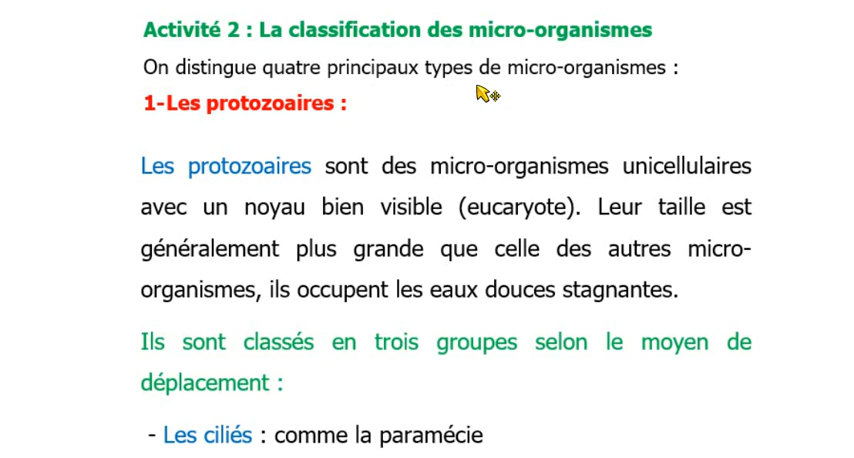 Activité 2 : La classification des micro-organismes
On distingue quatre principaux types de micro-organismes :
1-Les protozoaires :
Les protozoaires sont des micro-organismes unicellulaires
avec un noyau bien visible (eucaryote). Leur taille est
généralement plus grande que celle des autres micro-
organismes, ils occupent les eaux douces stagnantes.
Ils sont classés en trois groupes selon le moyen de
déplacement :
- Les ciliés : comme la paramécie